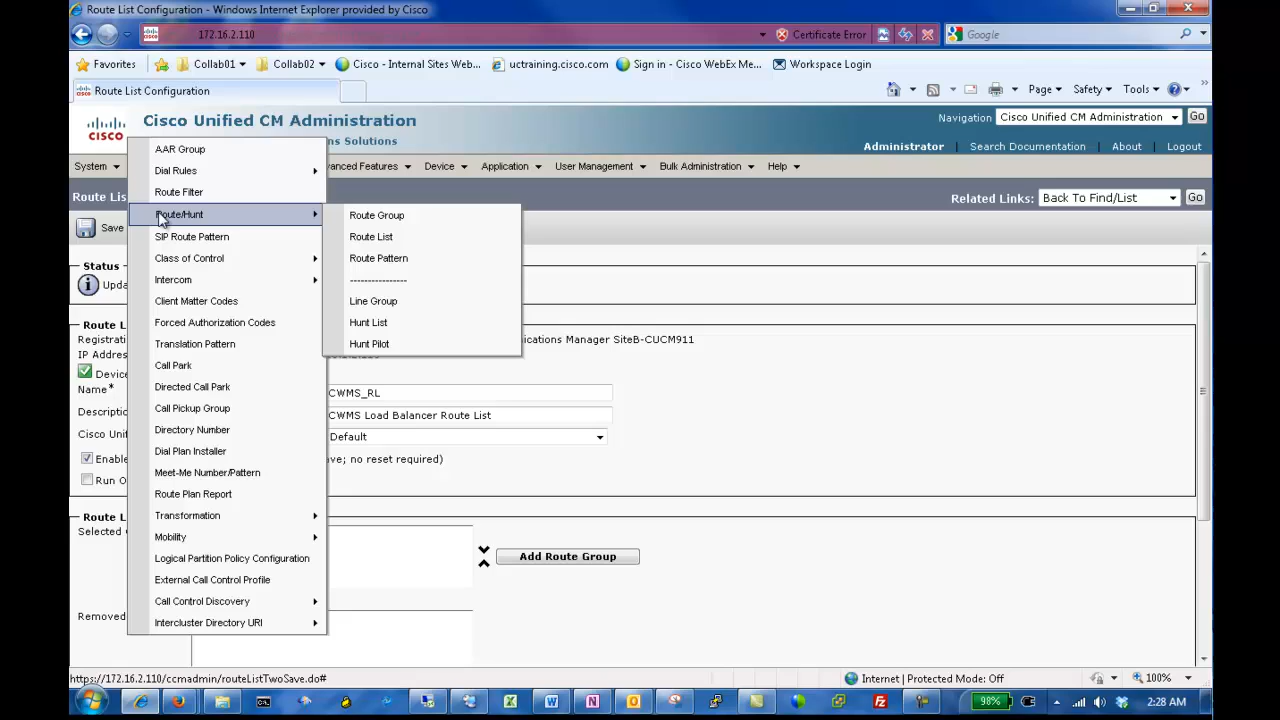 Route List Configuration - Windows Internet Explorer provided by Cisco
172.16.2.110
Certificate Error
Google
Favorites
Collab01
Collab02
Cisco - Internal Sites Web...
uctraining.cisco.com
Sign in - Cisco WebEx Me...
Workspace Login
Route List Configuration
Page
Safety
Tools
CISCO
Cisco Unified CM Administration
ns Solutions
Navigation
Cisco Unified CM Administration
Go
Administrator
Search Documentation
About
Logout
System
vanced Features
Device
Application
User Management
Bulk Administration
Help
Route Lis
Related Links:
Back To Find/List
Go
Save
AAR Group
Dial Rules
Route Filter
Route/Hunt
SIP Route Pattern
Class of Control
Intercom
Client Matter Codes
Forced Authorization Codes
Translation Pattern
Call Park
Directed Call Park
Call Pickup Group
Directory Number
Dial Plan Installer
Meet-Me Number/Pattern
Route Plan Report
Transformation
Mobility
Logical Partition Policy Configuration
External Call Control Profile
Call Control Discovery
Intercluster Directory URI
Route Group
Route List
Route Pattern
----------------
Line Group
Hunt List
Hunt Pilot
Status
Upda
Route L
Registrati
ications Manager SiteB-CUCM911
IP Addres
Device
Name*
CWMS_RL
Descriptio
CWMS Load Balancer Route List
Cisco Unif
Default
Enable
ve; no reset required)
Run O
Route L
Selected
Add Route Group
Removed
https://172.16.2.110/ccmadmin/routeListTwoSave.do#
Internet | Protected Mode: Off
100%
98%
2:28 AM